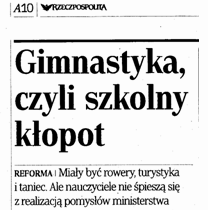 A10 RZECZPOSPOLITA
Gimnastyka,
czyli szkolny
kłopot
REFORMA | Miały być rowery, turystyka
i taniec. Ale nauczyciele nie śpieszą się
z realizacją pomysłów ministerstwa